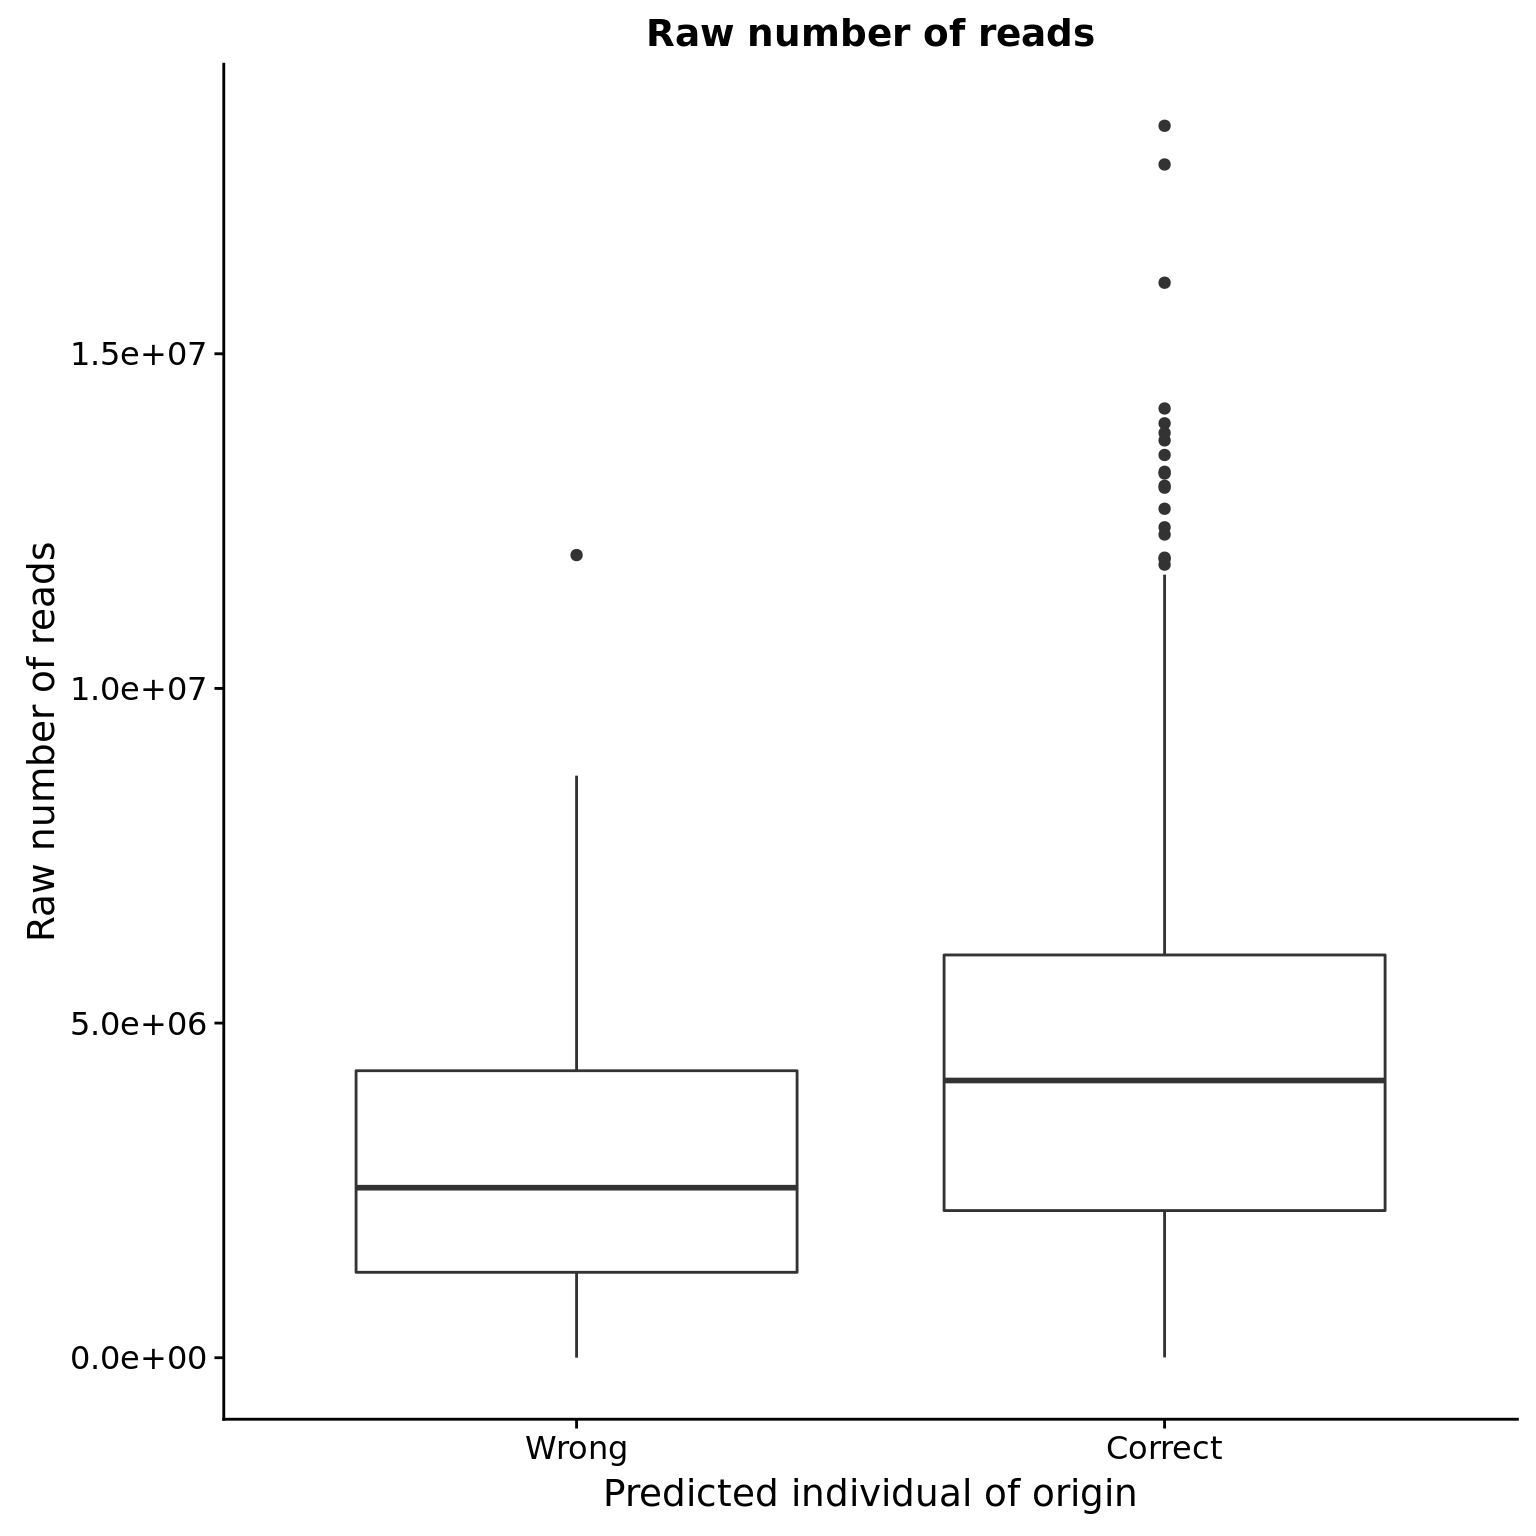 Raw number of reads
Raw number of reads
1.5e+07
1.0e+07
5.0e+06
0.0e+00
Wrong
Correct
Predicted individual of origin